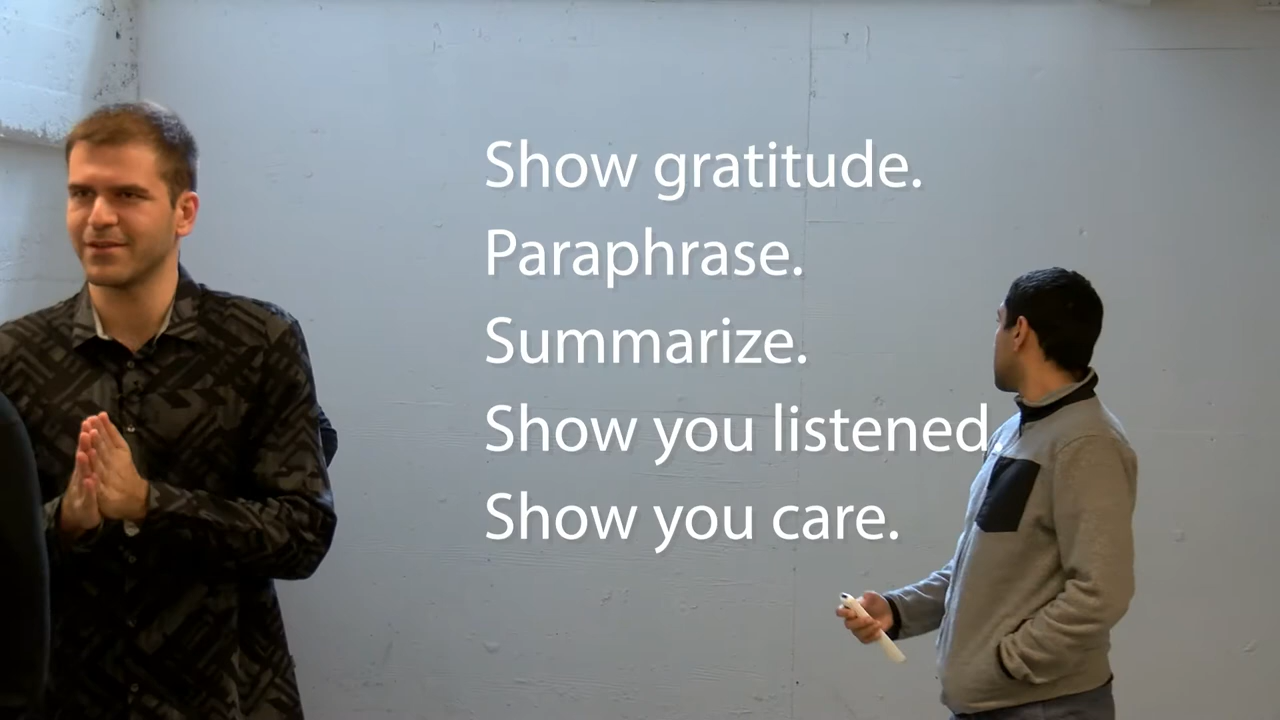 Show gratitude.
Paraphrase.
Summarize.
Show you listened.
Show you care.